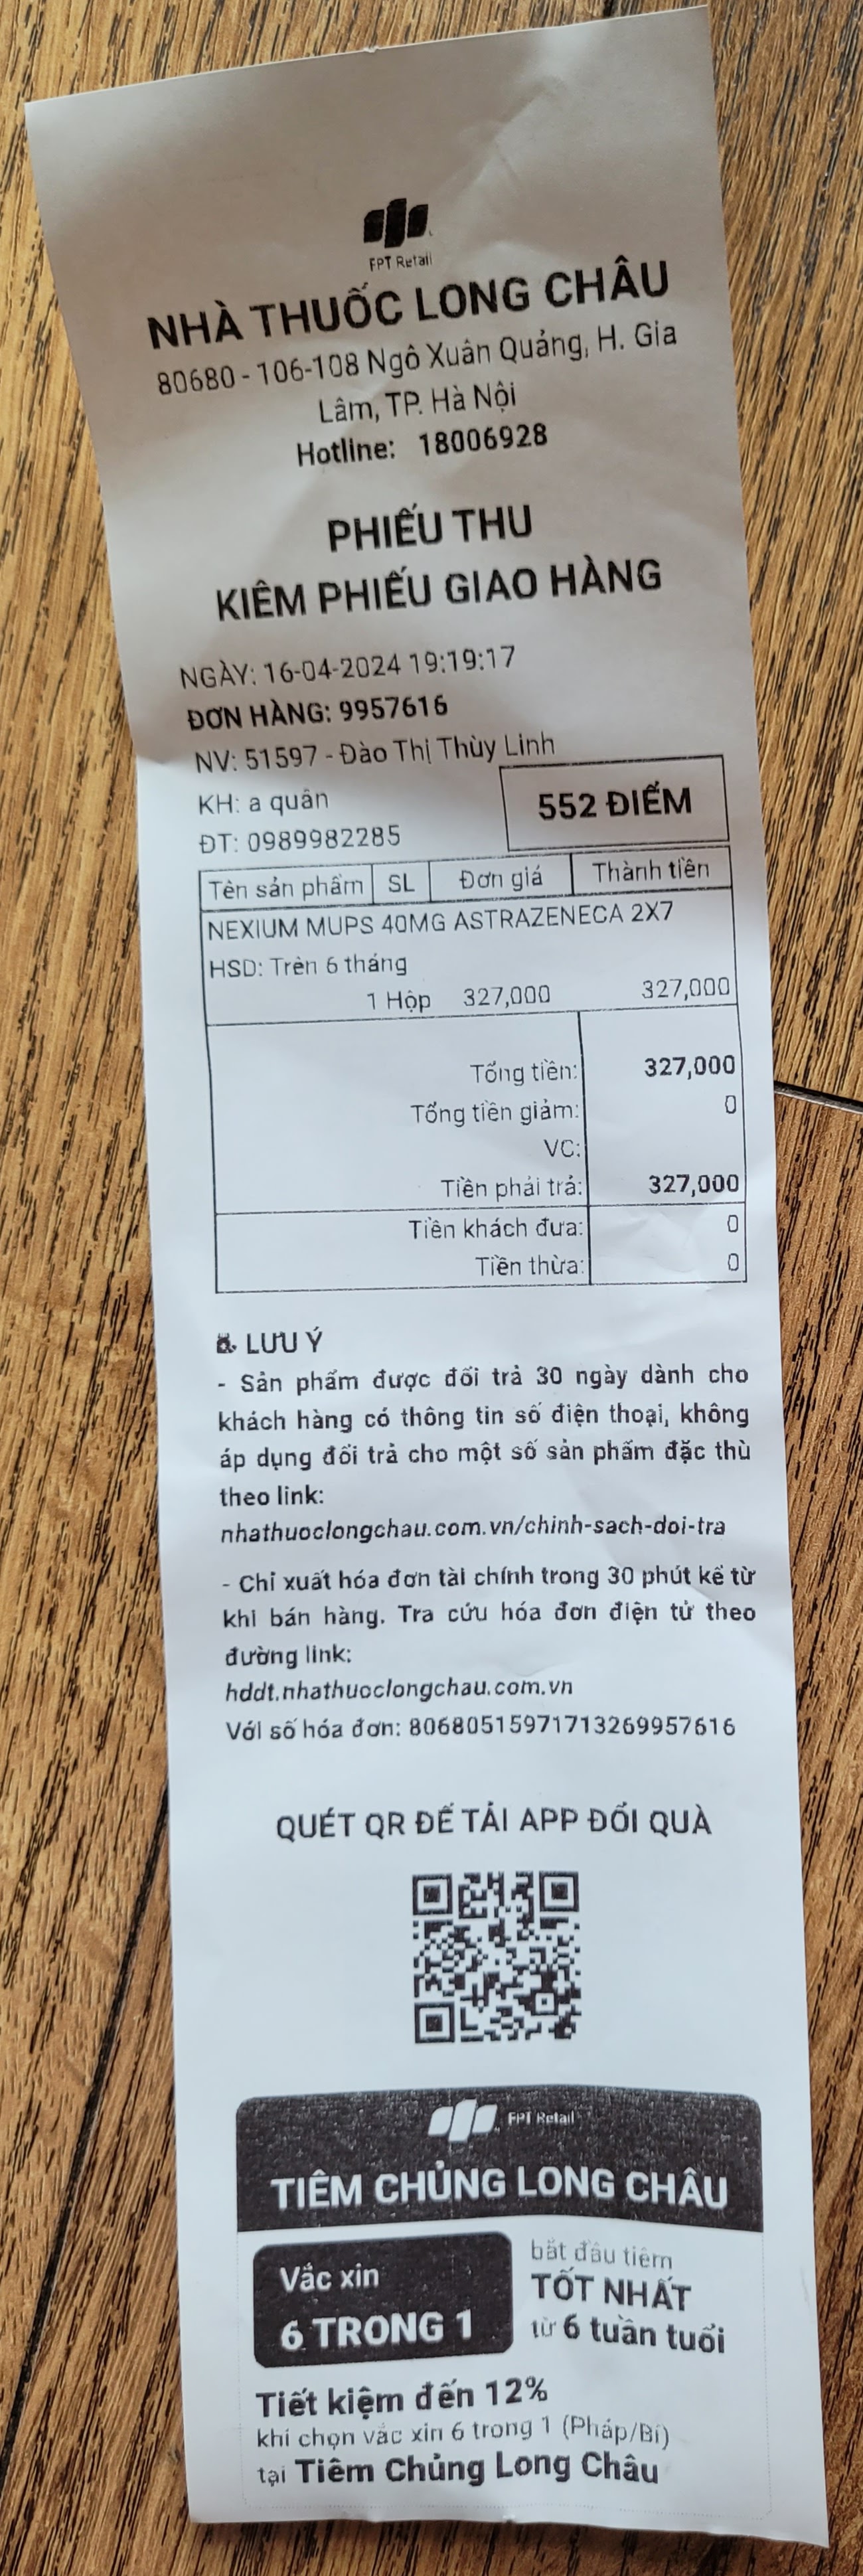 FPT Retail
NHÀ THUỐC LONG CHÂU
80680 - 106-108 Ngô Xuân Quảng, H. Gia
Lâm, TP. Hà Nội
Hotline: 18006928
PHIẾU THU
KIÊM PHIẾU GIAO HÀNG
NGÀY: 16-04-2024 19:19:17
ĐƠN HÀNG: 9957616
NV: 51597 - Đào Thị Thùy Linh
KH: a quân
552 ĐIỂM
ĐT: 0989982285
Tên sản phẩm SL Đơn giá Thành tiền
NEXIUM MUPS 40MG ASTRAZENECA 2X7
HSD: Trên 6 tháng
1 Hộp 327,000 327,000
Tổng tiền: 327,000
Tổng tiền giảm: 0
VC:
Tiền phải trả: 327,000
Tiền khách đưa: 0
Tiền thừa: 0
LƯU Ý
- Sản phẩm được đổi trả 30 ngày dành cho
khách hàng có thông tin số điện thoại, không
áp dụng đổi trả cho một số sản phẩm đặc thù
theo link:
nhathuoclongchau.com.vn/chinh-sach-doi-tra
- Chỉ xuất hóa đơn tài chính trong 30 phút kể từ
khi bán hàng. Tra cứu hóa đơn điện tử theo
đường link:
hddt.nhathuoclongchau.com.vn
Với số hóa đơn: 80680515971713269957616
QUÉT QR ĐỂ TẢI APP ĐỔI QUÀ
FPT Retail
TIÊM CHỦNG LONG CHÂU
Vắc xin
6 TRONG 1
bắt đầu tiêm
TỐT NHẤT
từ 6 tuần tuổi
Tiết kiệm đến 12%
khi chọn vắc xin 6 trong 1 (Pháp/Bỉ)
tại Tiêm Chủng Long Châu